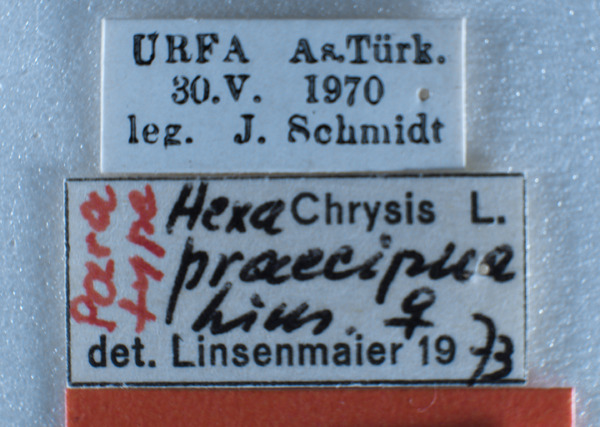 URFA As.Türk.
30.V. 1970
leg. J. Schmidt
Para
type
Hexa Chrysis L.
praecipua
Lins. ♀
det. Linsenmaier 1973